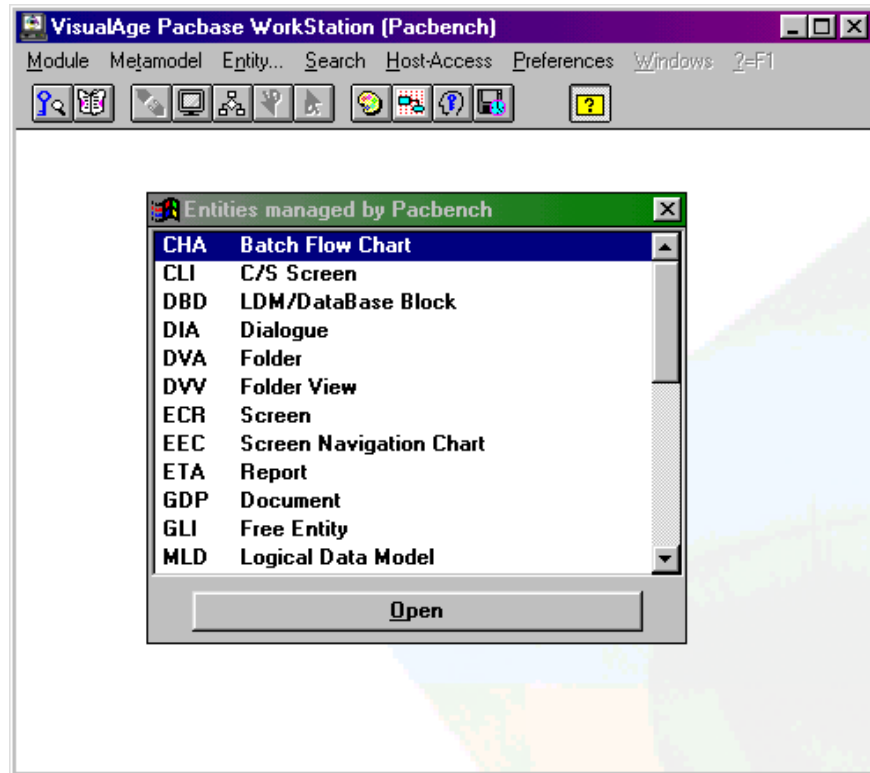 VisualAge Pacbase WorkStation (Pacbench)
Module Metamodel Entity... Search Host-Access Preferences Windows ?=F1
?
Entities managed by Pacbench
CHA Batch Flow Chart
CLI C/S Screen
DBD LDM/DataBase Block
DIA Dialogue
DVA Folder
DVV Folder View
ECR Screen
EEC Screen Navigation Chart
ETA Report
GDP Document
GLI Free Entity
MLD Logical Data Model
Open